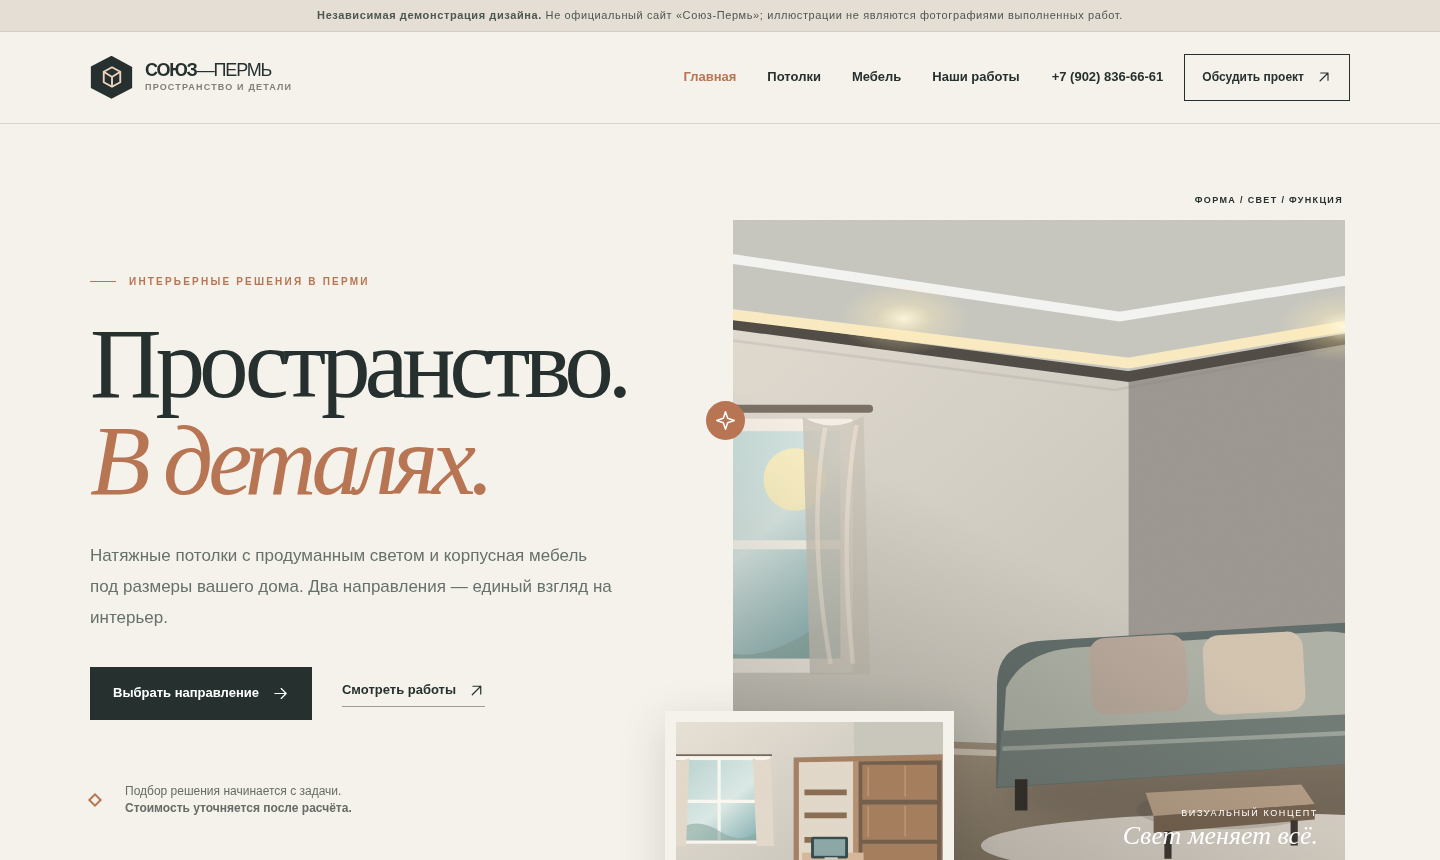 Независимая демонстрация дизайна. Не официальный сайт «Союз-Пермь»; иллюстрации не являются фотографиями выполненных работ.
СОЮЗ—ПЕРМЬ
ПРОСТРАНСТВО И ДЕТАЛИ
Главная Потолки Мебель Наши работы +7 (902) 836-66-61 Обсудить проект
ФОРМА / СВЕТ / ФУНКЦИЯ
ИНТЕРЬЕРНЫЕ РЕШЕНИЯ В ПЕРМИ
Пространство.
В деталях.
Натяжные потолки с продуманным светом и корпусная мебель
под размеры вашего дома. Два направления — единый взгляд на
интерьер.
Выбрать направление Смотреть работы
Подбор решения начинается с задачи.
Стоимость уточняется после расчёта.
ВИЗУАЛЬНЫЙ КОНЦЕПТ
Свет меняет всё.